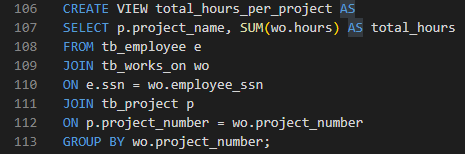 106 CREATE VIEW total_hours_per_project AS
107 SELECT p.project_name, SUM(wo.hours) AS total_hours
108 FROM tb_employee e
109 JOIN tb_works_on wo
110 ON e.ssn = wo.employee_ssn
111 JOIN tb_project p
112 ON p.project_number = wo.project_number
113 GROUP BY wo.project_number;